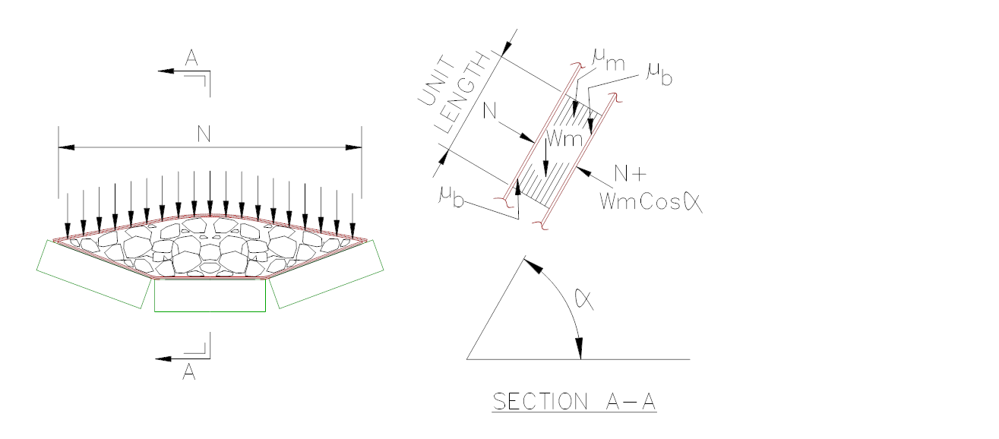 A
N
A
UNIT
LENGTH
μm
μb
N
Wm
N+
WmCosα
μb
α
SECTION A-A